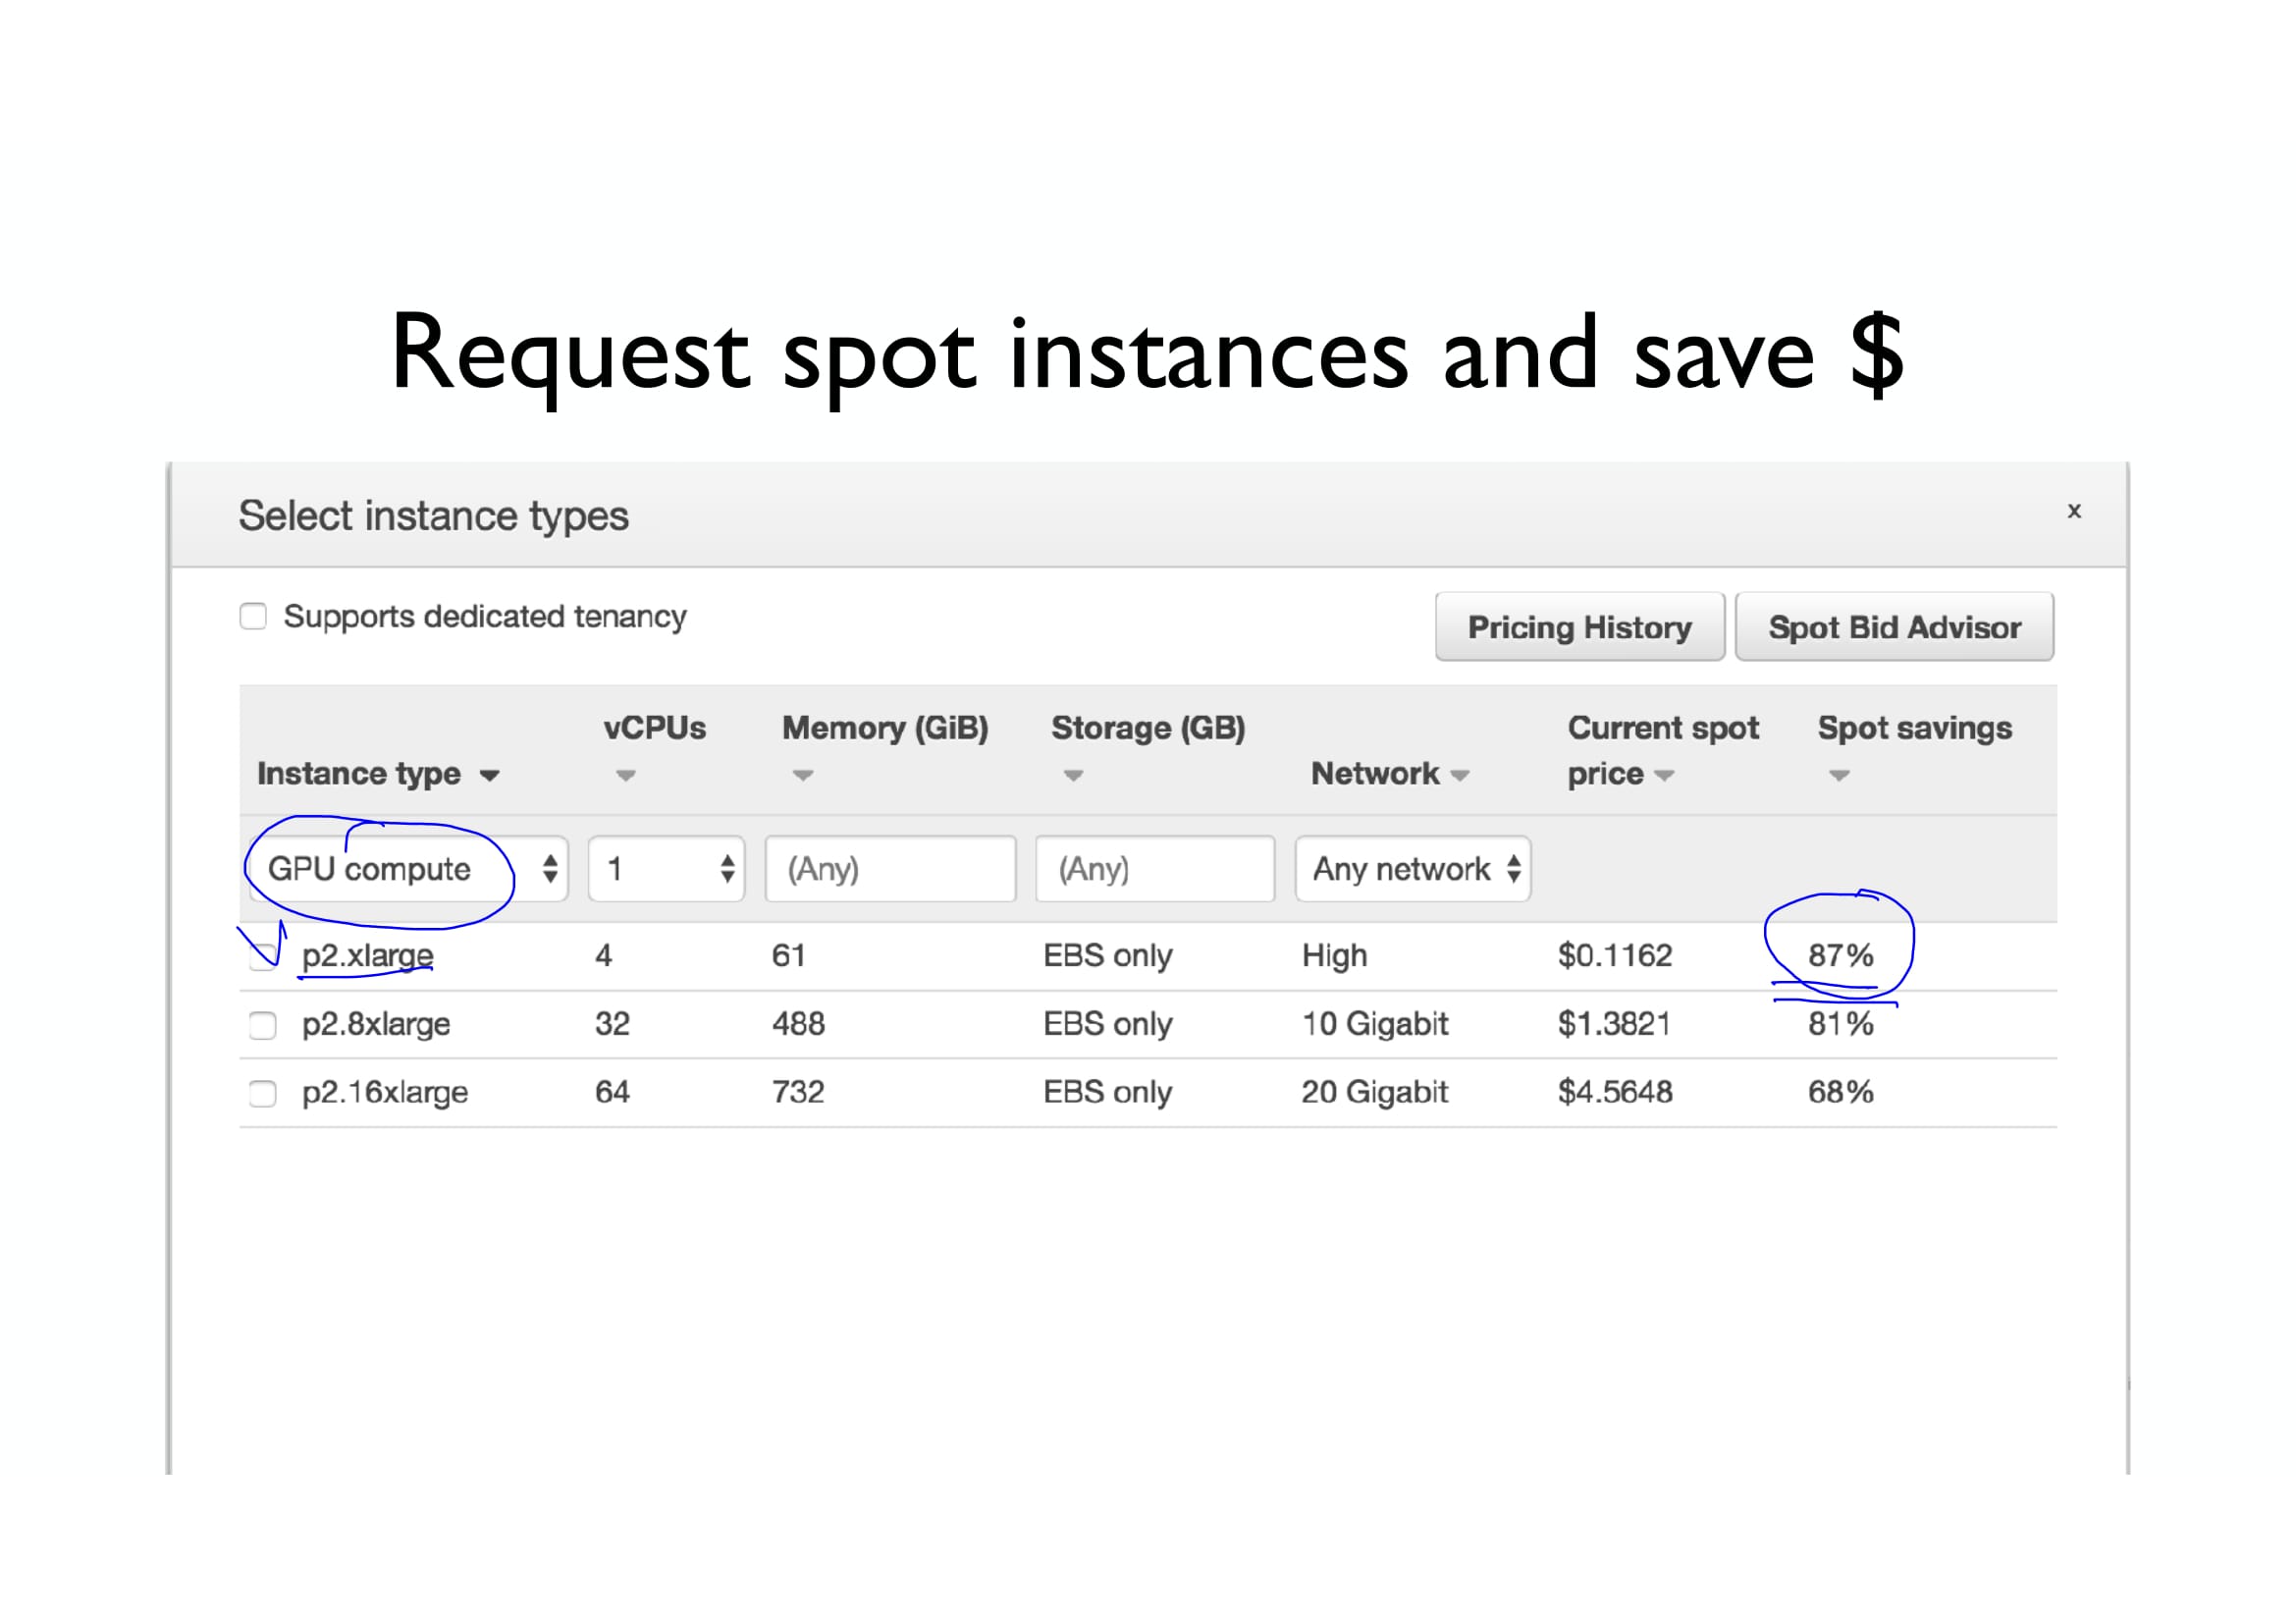 Request spot instances and save $
Select instance types x
Supports dedicated tenancy Pricing History Spot Bid Advisor
Instance type vCPUs Memory (GiB) Storage (GB) Network Current spot price Spot savings
GPU compute 1 (Any) (Any) Any network
p2.xlarge 4 61 EBS only High $0.1162 87%
p2.8xlarge 32 488 EBS only 10 Gigabit $1.3821 81%
p2.16xlarge 64 732 EBS only 20 Gigabit $4.5648 68%